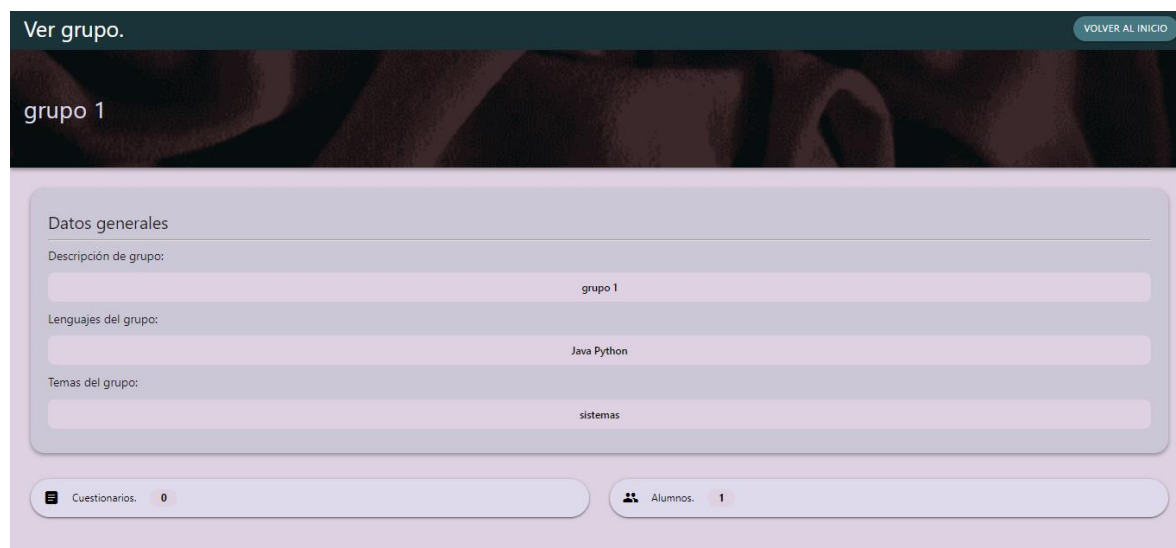 Ver grupo.
VOLVER AL INICIO
grupo 1
Datos generales
Descripción de grupo:
grupo 1
Lenguajes del grupo:
Java Python
Temas del grupo:
sistemas
Cuestionarios. 0
Alumnos. 1